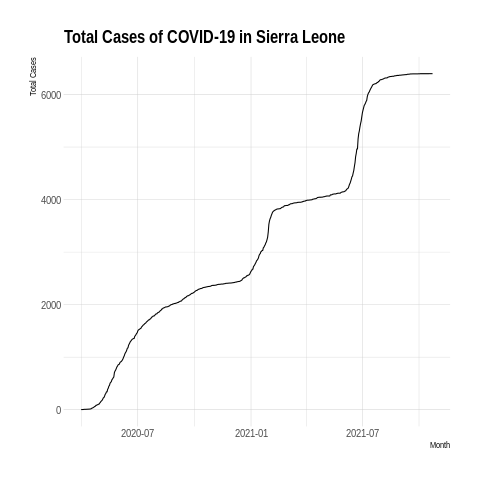 Total Cases of COVID-19 in Sierra Leone
Total Cases
6000
4000
2000
0
2020-07 2021-01 2021-07
Month